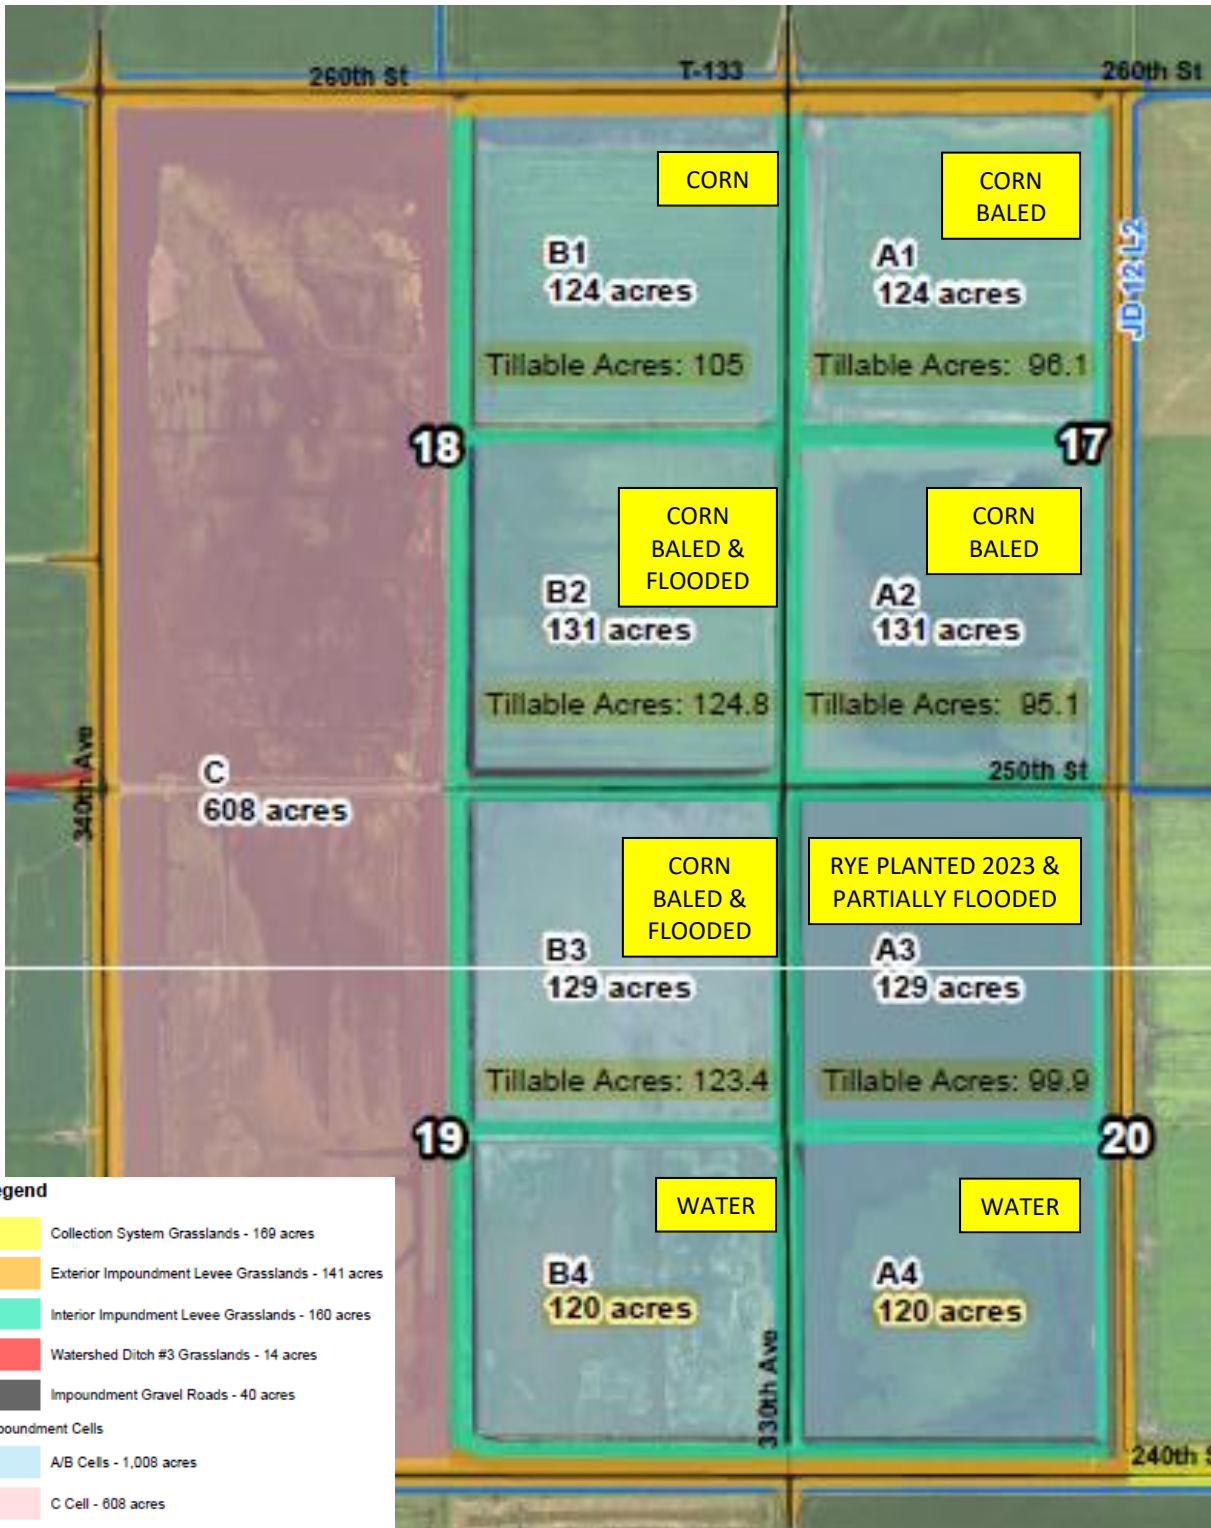 260th St
T-133
260th St
CORN
CORN
BALED
B1
124 acres
A1
124 acres
JD 12 L2
Tillable Acres: 105
Tillable Acres: 96.1
18
17
CORN
BALED &
FLOODED
CORN
BALED
B2
131 acres
A2
131 acres
Tillable Acres: 124.8
Tillable Acres: 95.1
340th Ave
C
608 acres
250th St
CORN
BALED &
FLOODED
RYE PLANTED 2023 &
PARTIALLY FLOODED
B3
129 acres
A3
129 acres
Tillable Acres: 123.4
Tillable Acres: 99.9
19
20
WATER
WATER
B4
120 acres
A4
120 acres
330th Ave
240th S
egend
Collection System Grasslands - 169 acres
Exterior Impoundment Levee Grasslands - 141 acres
Interior Impundment Levee Grasslands - 160 acres
Watershed Ditch #3 Grasslands - 14 acres
Impoundment Gravel Roads - 40 acres
poundment Cells
A/B Cells - 1,008 acres
C Cell - 608 acres